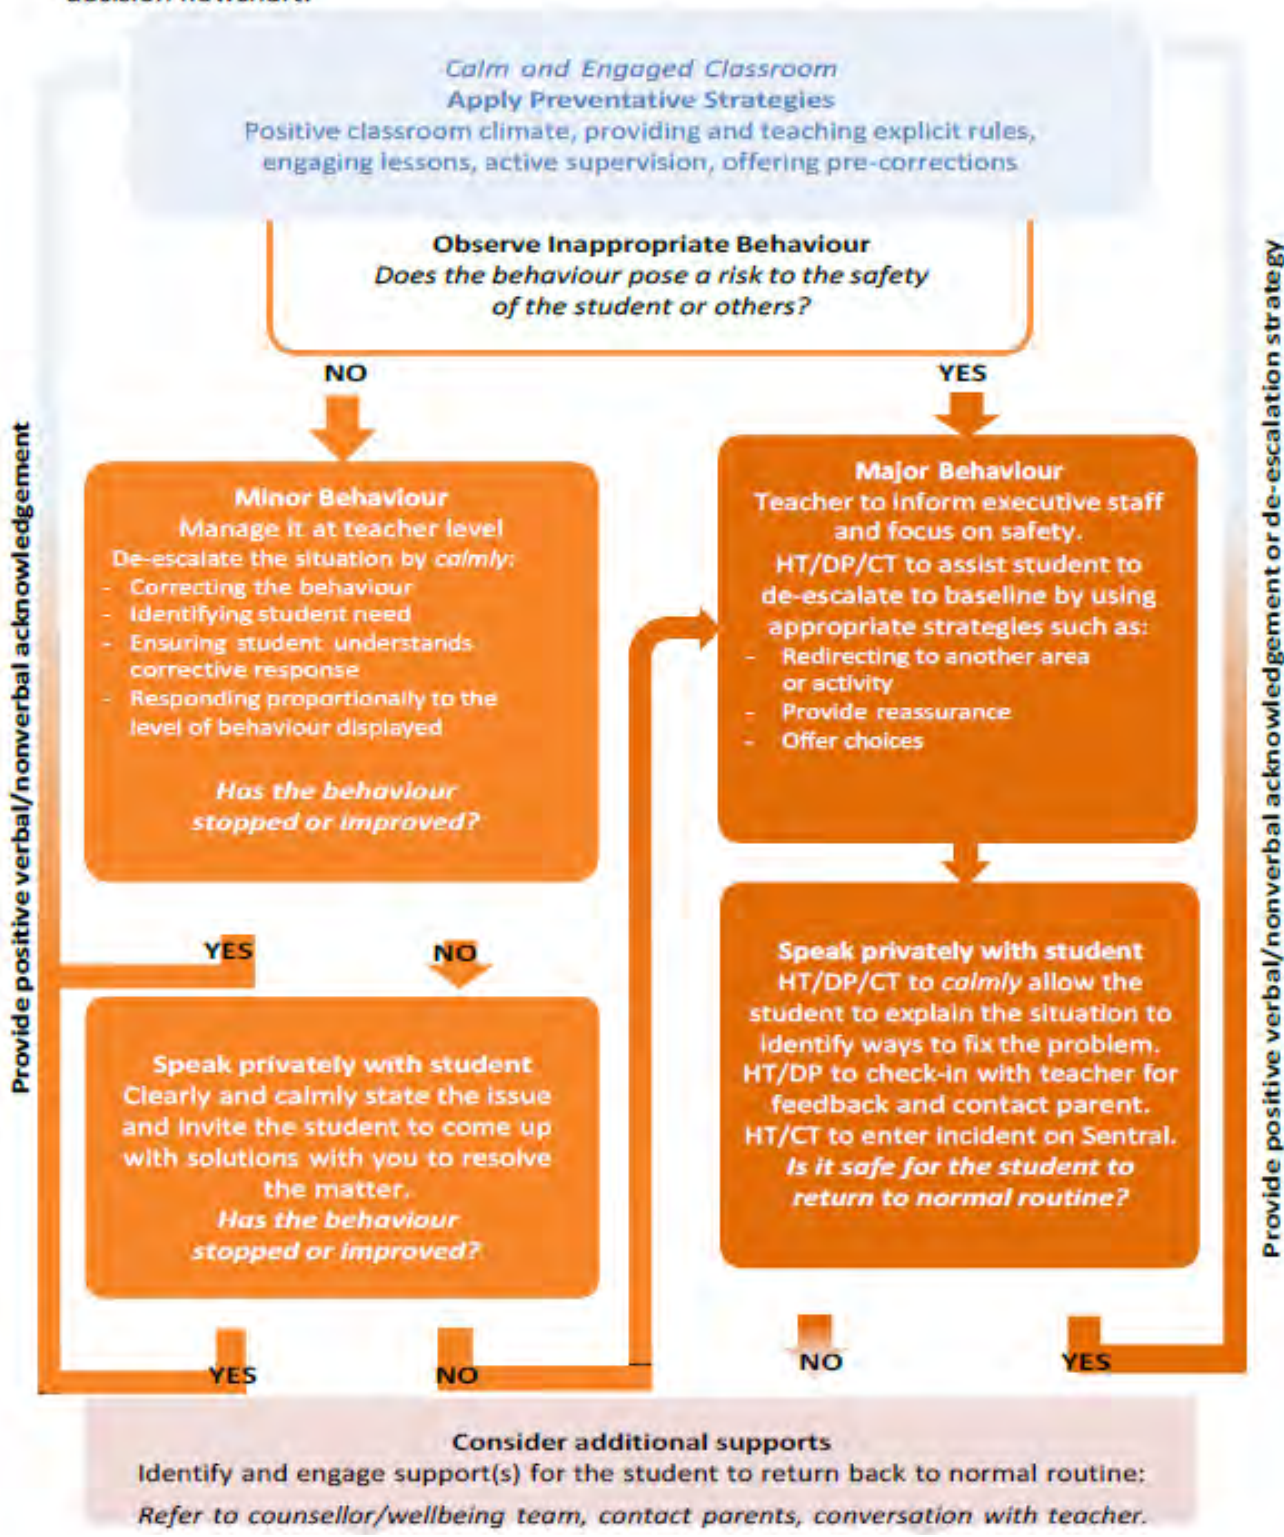 decision flowchart.
Calm and Engaged Classroom
Apply Preventative Strategies
Positive classroom climate, providing and teaching explicit rules,
engaging lessons, active supervision, offering pre-corrections
Observe Inappropriate Behaviour
Does the behaviour pose a risk to the safety
of the student or others?
NO
YES
Minor Behaviour
Manage it at teacher level
De-escalate the situation by calmly:
- Correcting the behaviour
- Identifying student need
- Ensuring student understands
corrective response
- Responding proportionally to the
level of behaviour displayed
Has the behaviour
stopped or improved?
YES
NO
Speak privately with student
Clearly and calmly state the issue
and invite the student to come up
with solutions with you to resolve
the matter.
Has the behaviour
stopped or improved?
YES
NO
Major Behaviour
Teacher to inform executive staff
and focus on safety.
HT/DP/CT to assist student to
de-escalate to baseline by using
appropriate strategies such as:
- Redirecting to another area
or activity
- Provide reassurance
- Offer choices
Speak privately with student
HT/DP/CT to calmly allow the
student to explain the situation to
identify ways to fix the problem.
HT/DP to check-in with teacher for
feedback and contact parent.
HT/CT to enter incident on Sentral.
Is it safe for the student to
return to normal routine?
NO
YES
Provide positive verbal/nonverbal acknowledgement
Provide positive verbal/nonverbal acknowledgement or de-escalation strategy
Consider additional supports
Identify and engage support(s) for the student to return back to normal routine:
Refer to counsellor/wellbeing team, contact parents, conversation with teacher.